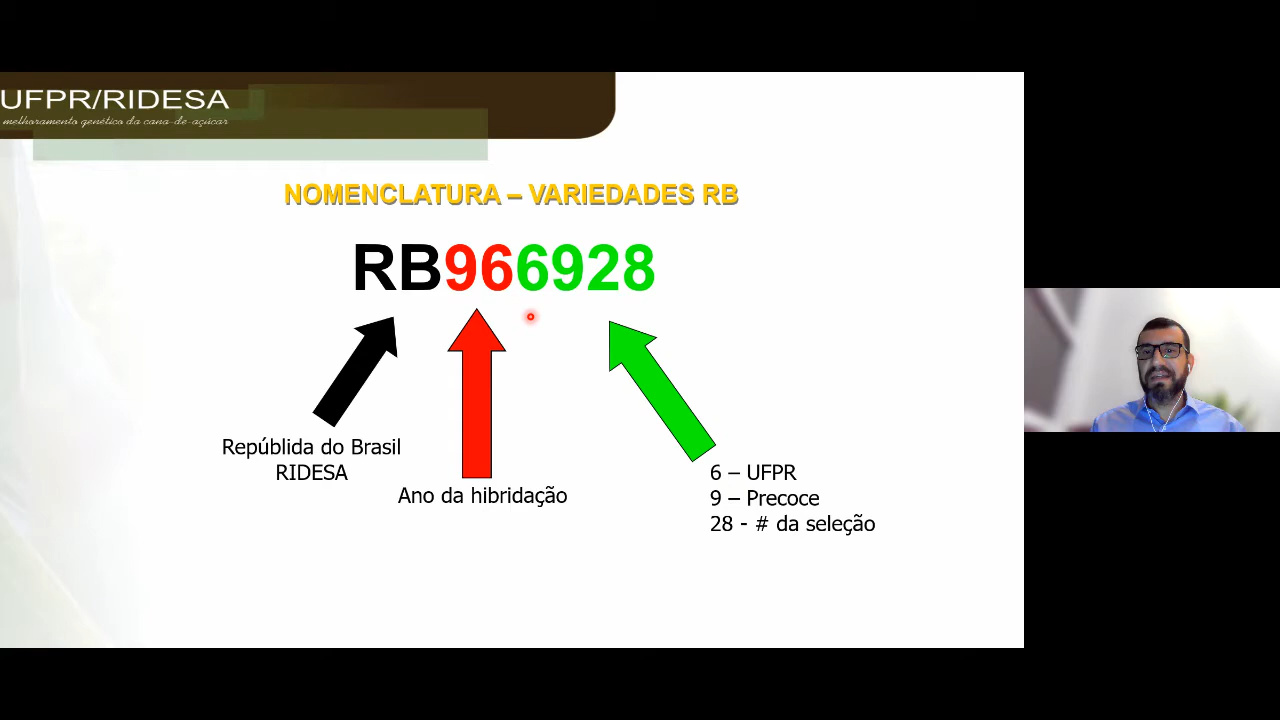 UFPR/RIDESA
melhoramento genético da cana-de-açúcar
NOMENCLATURA – VARIEDADES RB
RB966928
Repúblida do Brasil
RIDESA
Ano da hibridação
6 – UFPR
9 – Precoce
28 - # da seleção